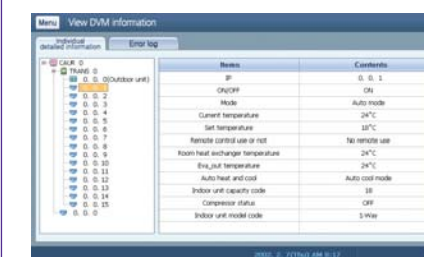 Menu View DVM information
Individual detailed information Error log
CAUR 0
TRANS 0
0. 0. 0(Outdoor unit)
0. 0. 1
0. 0. 2
0. 0. 3
0. 0. 4
0. 0. 5
0. 0. 6
0. 0. 7
0. 0. 8
0. 0. 9
0. 0. 10
0. 0. 11
0. 0. 12
0. 0. 13
0. 0. 14
0. 0. 15
0. 0. 0
Items Contents
IP 0. 0. 1
ON/OFF ON
Mode Auto mode
Current temperature 24°C
Set temperature 18°C
Remote control use or not No remote use
Room heat exchanger temperature 24°C
Eva_out temperature 24°C
Auto heat and cool Auto cool mode
Indoor unit capacity code 18
Compressor status OFF
Indoor unit model code 1-Way